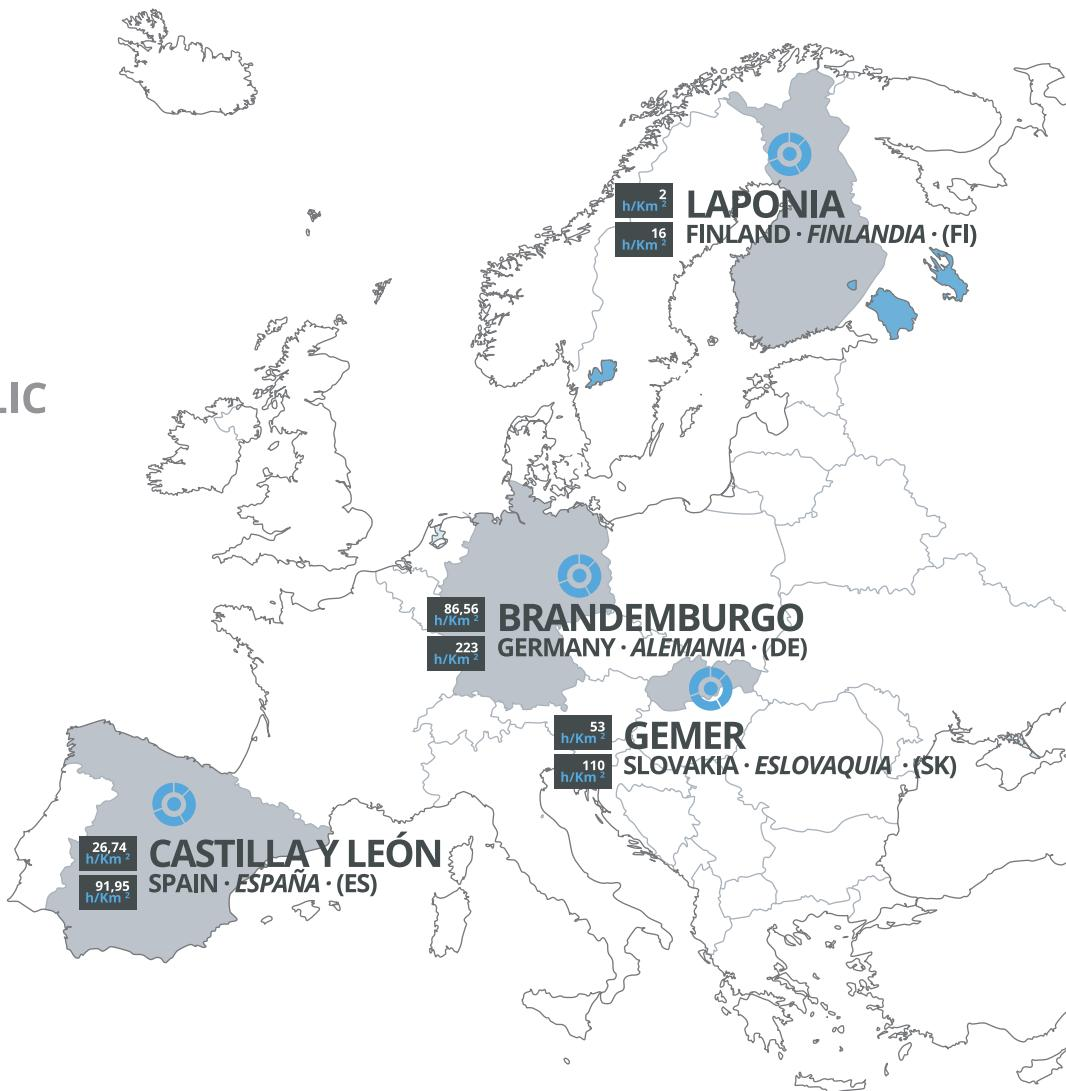 2
h/Km²
LAPONIA
16
h/Km²
FINLAND · FINLANDIA · (FI)
LIC
86,56
h/Km²
BRANDEMBURGO
223
h/Km²
GERMANY · ALEMANIA · (DE)
53
h/Km²
GEMER
110
h/Km²
SLOVAKIA · ESLOVAQUIA · (SK)
26,74
h/Km²
CASTILLA Y LEÓN
91,95
h/Km²
SPAIN · ESPAÑA · (ES)